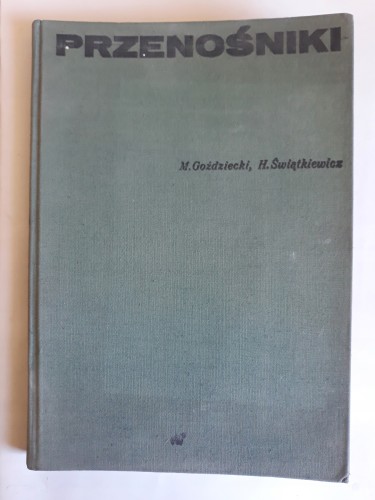 PRZENOŚNIKI
M. Goździecki, H. Świątkiewicz